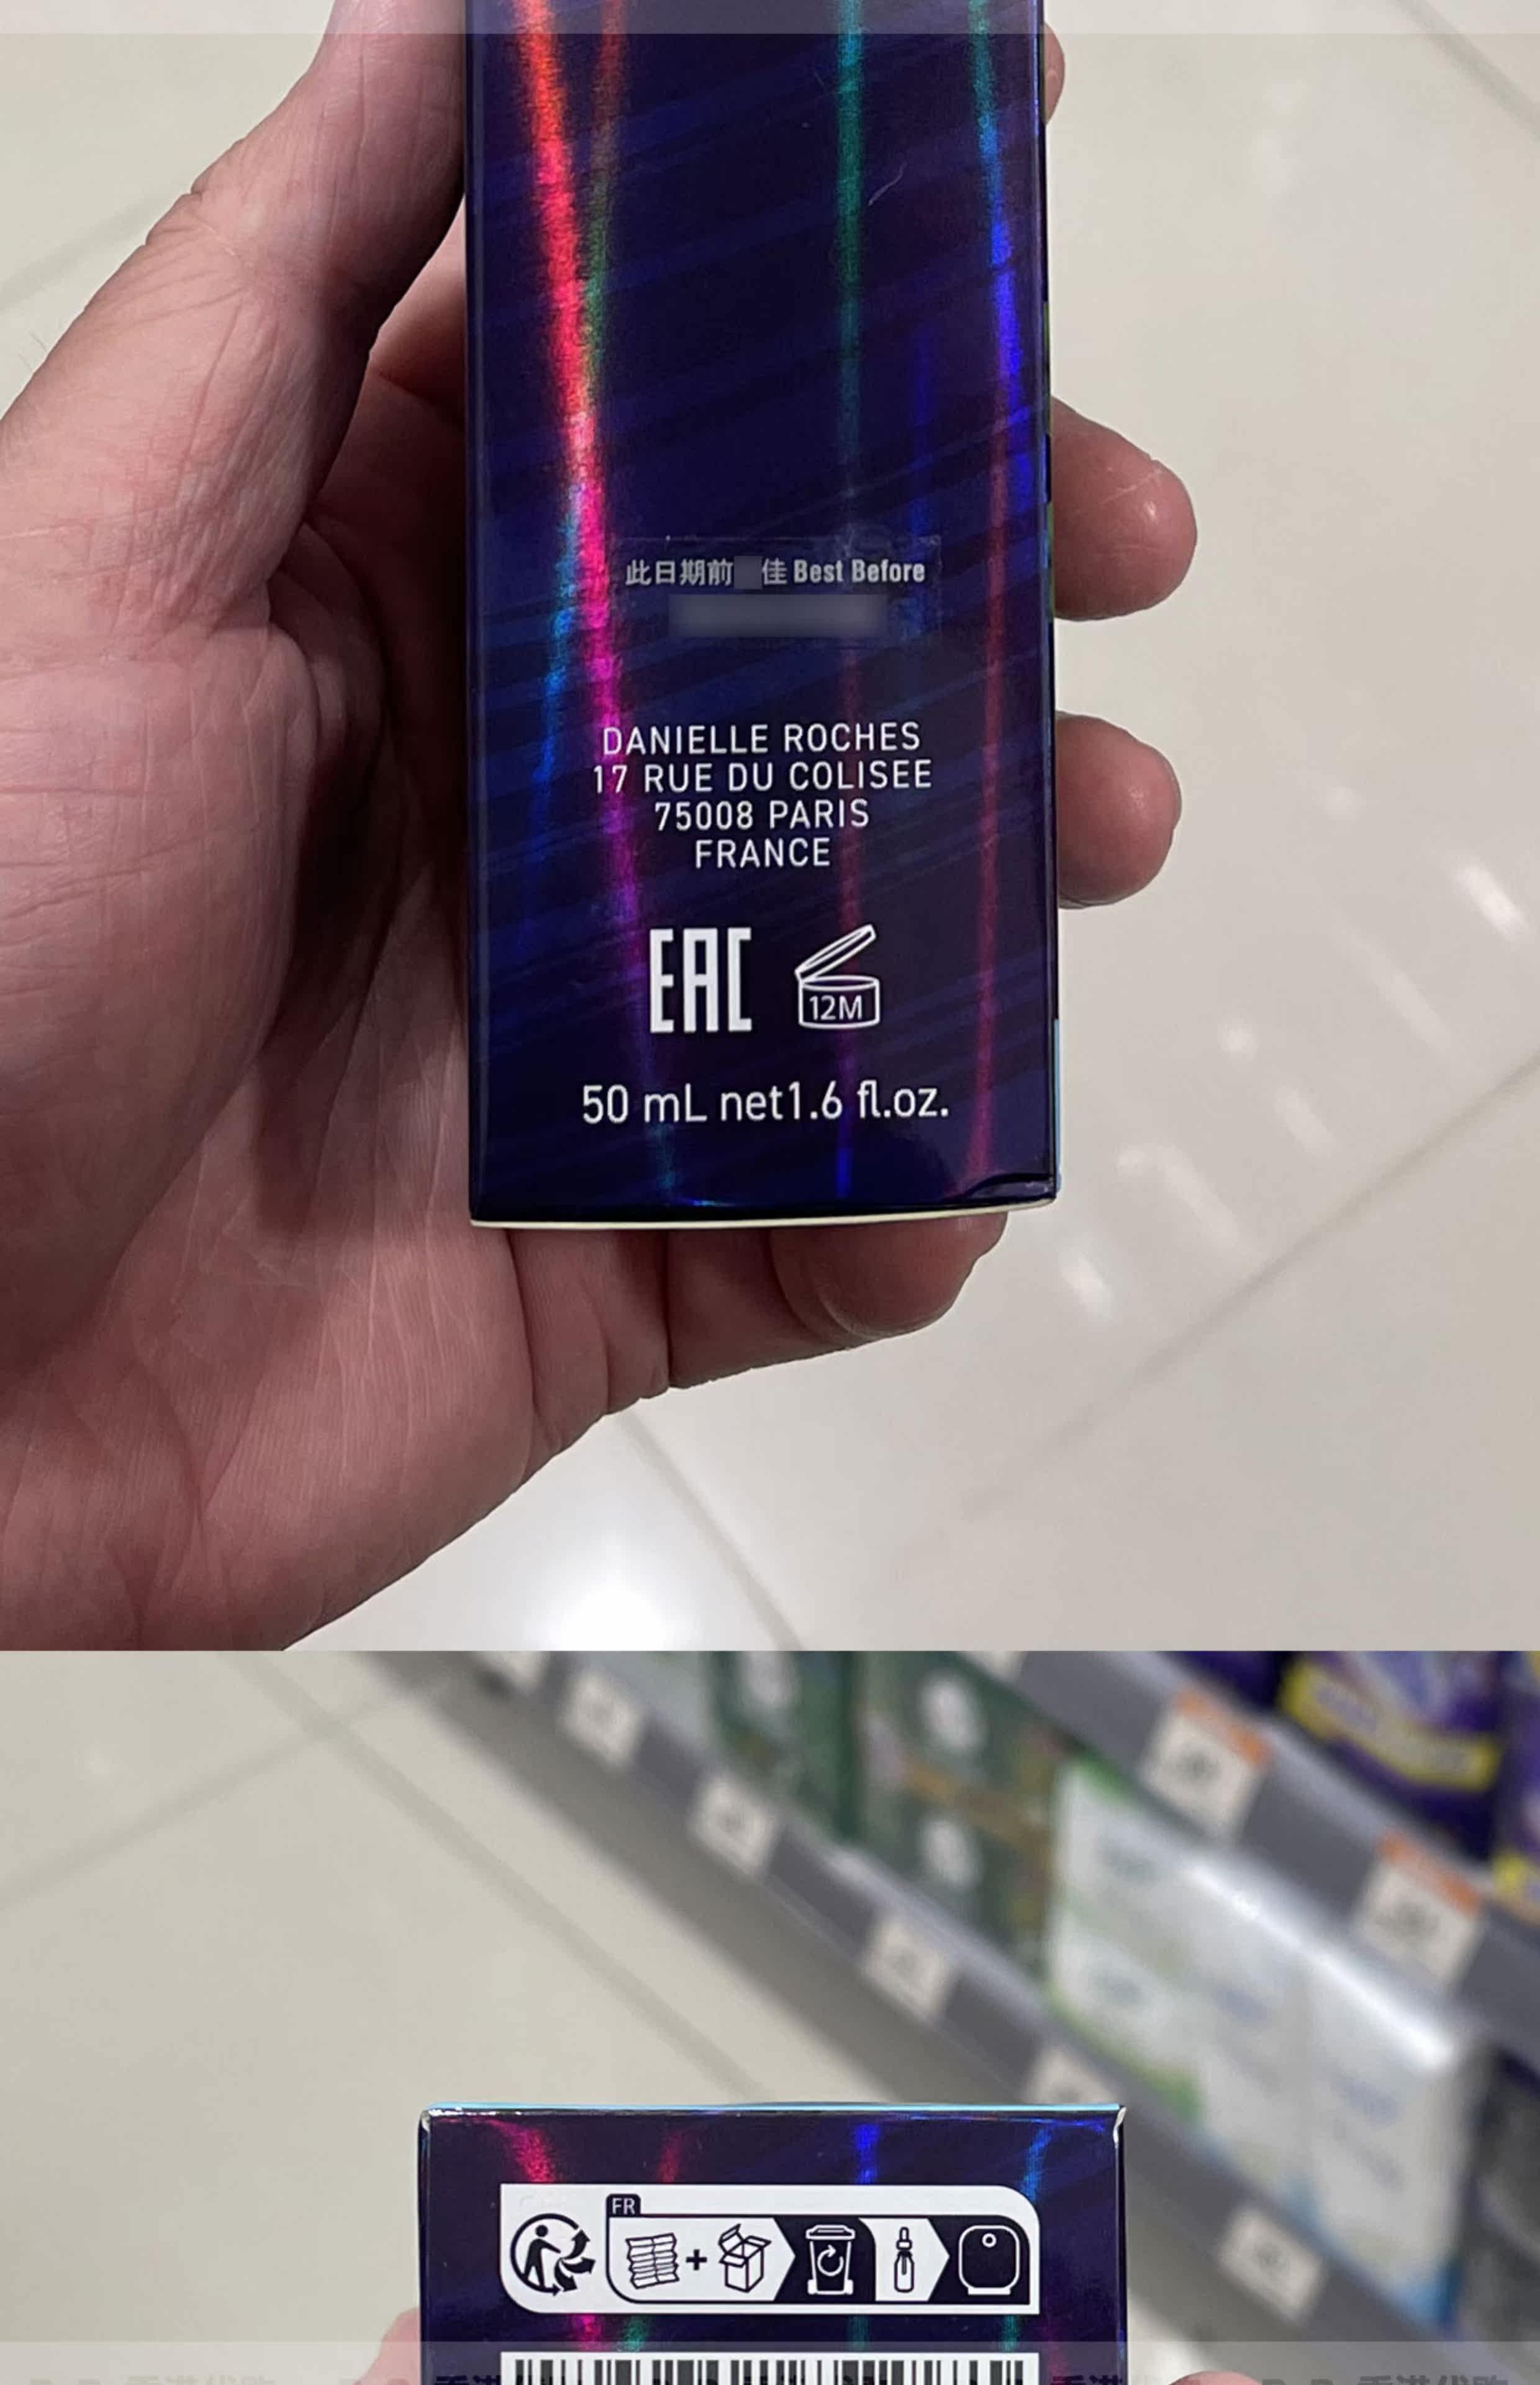 此日期前佳 Best Before
DANIELLE ROCHES
17 RUE DU COLISEE
75008 PARIS
FRANCE
EAC
12M
50 mL net1.6 fl.oz.
FR